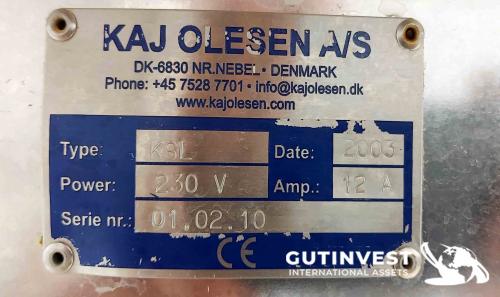 KAJ OLESEN A/S
DK-6830 NR.NEBEL · DENMARK
Phone: +45 7528 7701 · info@kajolesen.dk
www.kajolesen.com
Type: K3L Date: 2003
Power: 230 V Amp.: 12 A
Serie nr.: 01.02.10
CE
GUTINVEST
INTERNATIONAL ASSETS